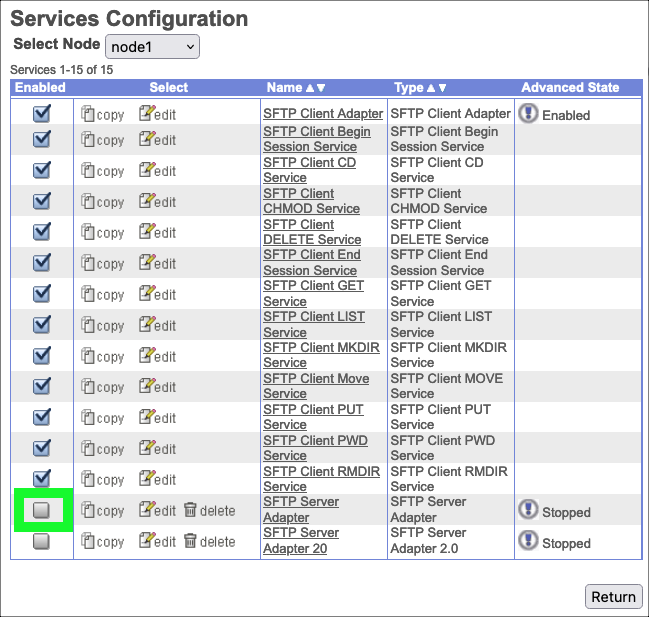 Services Configuration
Select Node node1
Services 1-15 of 15
Enabled Select Name ▲▼ Type ▲▼ Advanced State
copy edit SFTP Client Adapter SFTP Client Adapter Enabled
copy edit SFTP Client Begin Session Service SFTP Client Begin Session Service
copy edit SFTP Client CD Service SFTP Client CD Service
copy edit SFTP Client CHMOD Service SFTP Client CHMOD Service
copy edit SFTP Client DELETE Service SFTP Client DELETE Service
copy edit SFTP Client End Session Service SFTP Client End Session Service
copy edit SFTP Client GET Service SFTP Client GET Service
copy edit SFTP Client LIST Service SFTP Client LIST Service
copy edit SFTP Client MKDIR Service SFTP Client MKDIR Service
copy edit SFTP Client Move Service SFTP Client MOVE Service
copy edit SFTP Client PUT Service SFTP Client PUT Service
copy edit SFTP Client PWD Service SFTP Client PWD Service
copy edit SFTP Client RMDIR Service SFTP Client RMDIR Service
copy edit delete SFTP Server Adapter SFTP Server Adapter Stopped
copy edit delete SFTP Server Adapter 20 SFTP Server Adapter 2.0 Stopped
Return